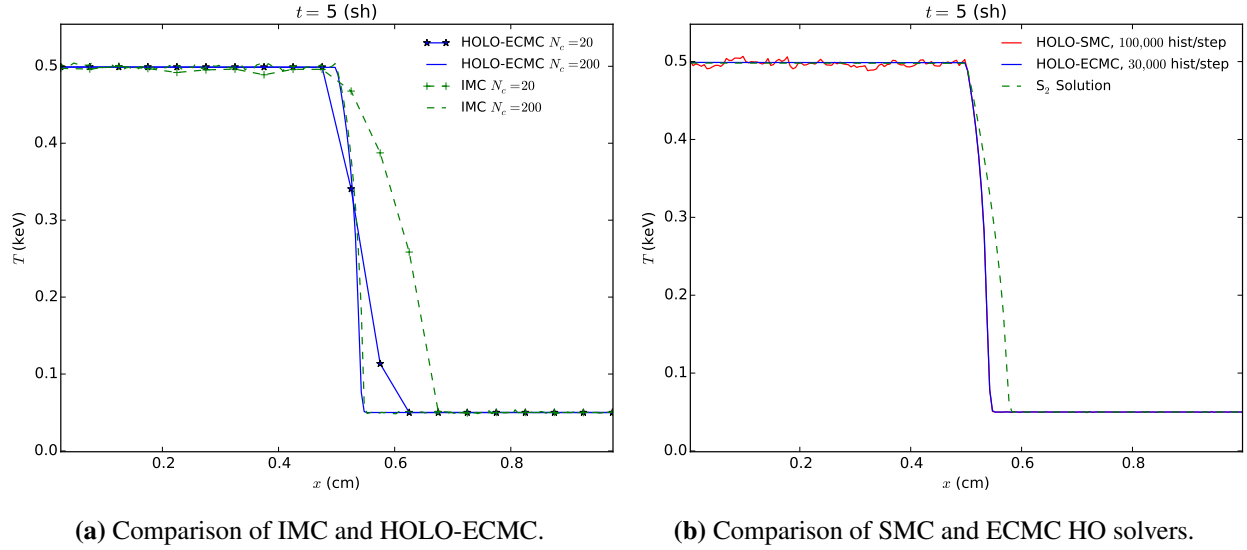 t = 5 (sh)
HOLO-ECMC N_c = 20
HOLO-ECMC N_c = 200
IMC N_c = 20
IMC N_c = 200
0.5
0.4
0.3
0.2
0.1
0.0
T (keV)
0.2 0.4 0.6 0.8
x (cm)
(a) Comparison of IMC and HOLO-ECMC.
t = 5 (sh)
HOLO-SMC, 100,000 hist/step
HOLO-ECMC, 30,000 hist/step
S₂ Solution
0.5
0.4
0.3
0.2
0.1
0.0
T (keV)
0.2 0.4 0.6 0.8
x (cm)
(b) Comparison of SMC and ECMC HO solvers.